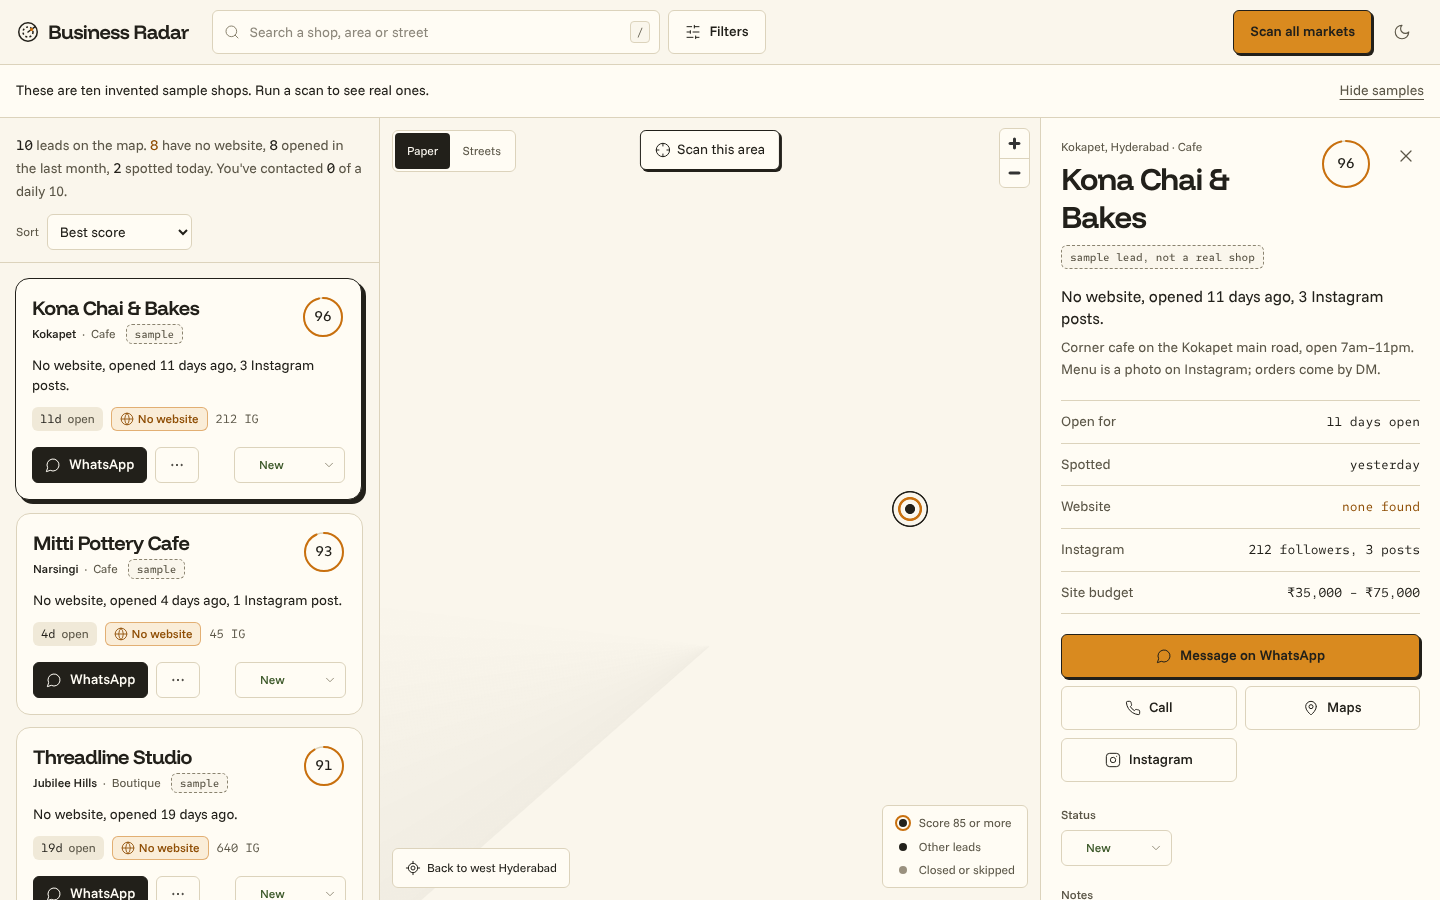 Business Radar
Search a shop, area or street
/
Filters
Scan all markets
These are ten invented sample shops. Run a scan to see real ones.
Hide samples
10 leads on the map. 8 have no website, 8 opened in
the last month, 2 spotted today. You've contacted 0 of a
daily 10.
Sort
Best score
Kona Chai & Bakes
96
Kokapet · Cafe
sample
No website, opened 11 days ago, 3 Instagram
posts.
11d open
No website
212 IG
WhatsApp
···
New
Mitti Pottery Cafe
93
Narsingi · Cafe
sample
No website, opened 4 days ago, 1 Instagram post.
4d open
No website
45 IG
WhatsApp
···
New
Threadline Studio
91
Jubilee Hills · Boutique
sample
No website, opened 19 days ago.
19d open
No website
640 IG
WhatsApp
···
New
Paper
Streets
Scan this area
+
−
Back to west Hyderabad
Score 85 or more
Other leads
Closed or skipped
Kokapet, Hyderabad · Cafe
96
Kona Chai &
Bakes
sample lead, not a real shop
No website, opened 11 days ago, 3 Instagram
posts.
Corner cafe on the Kokapet main road, open 7am–11pm.
Menu is a photo on Instagram; orders come by DM.
Open for
11 days open
Spotted
yesterday
Website
none found
Instagram
212 followers, 3 posts
Site budget
₹35,000 – ₹75,000
Message on WhatsApp
Call
Maps
Instagram
Status
New
Notes